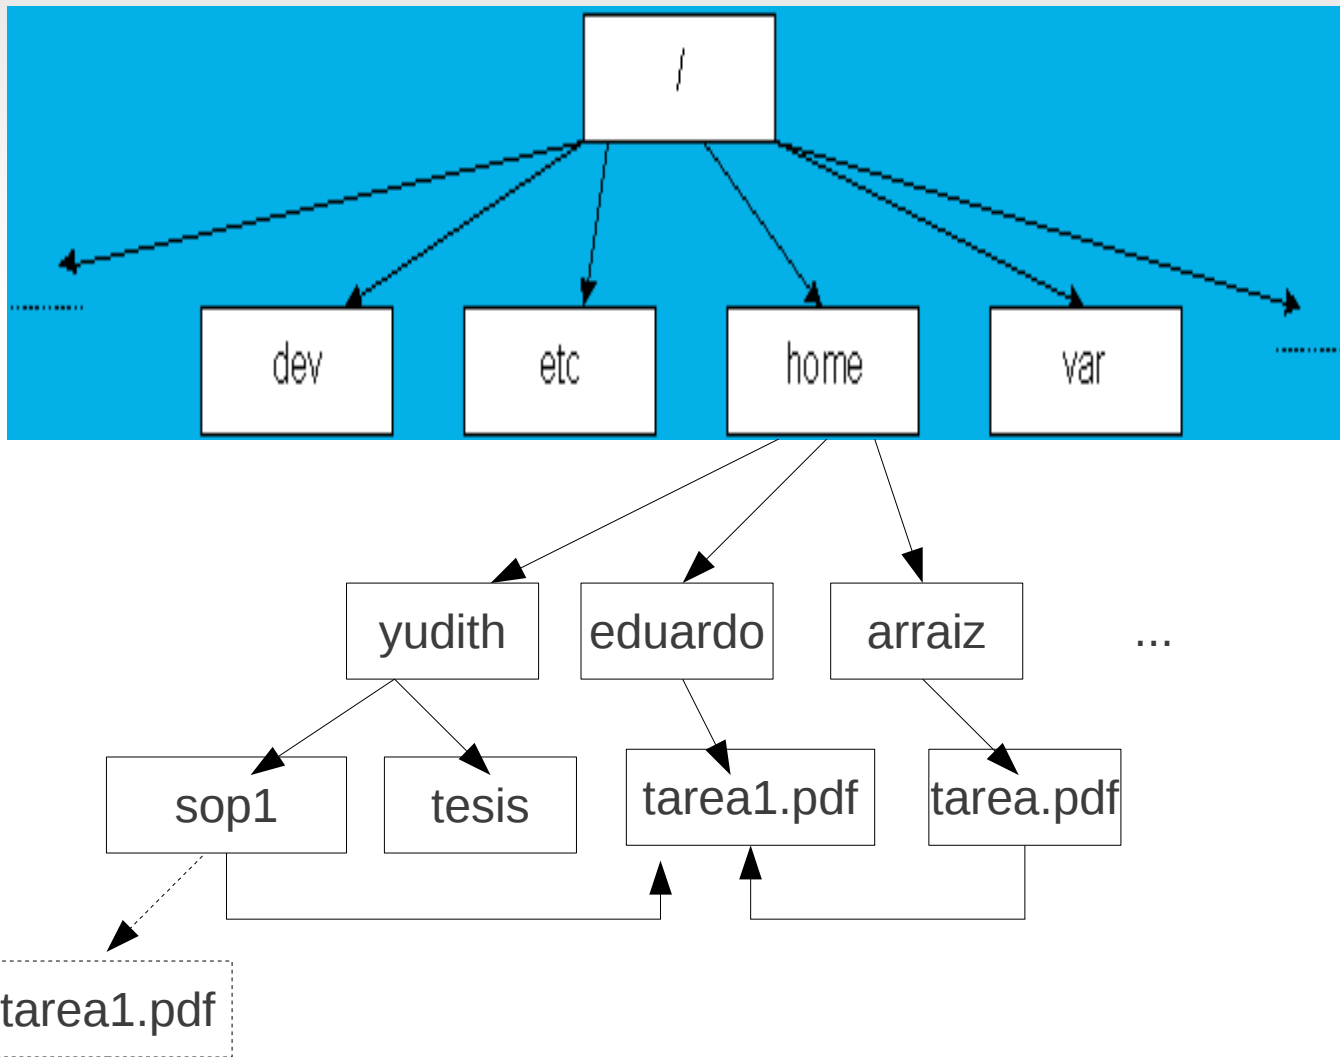 /
dev
etc
home
var
yudith
eduardo
arraiz
...
sop1
tesis
tarea1.pdf
tarea.pdf
tarea1.pdf